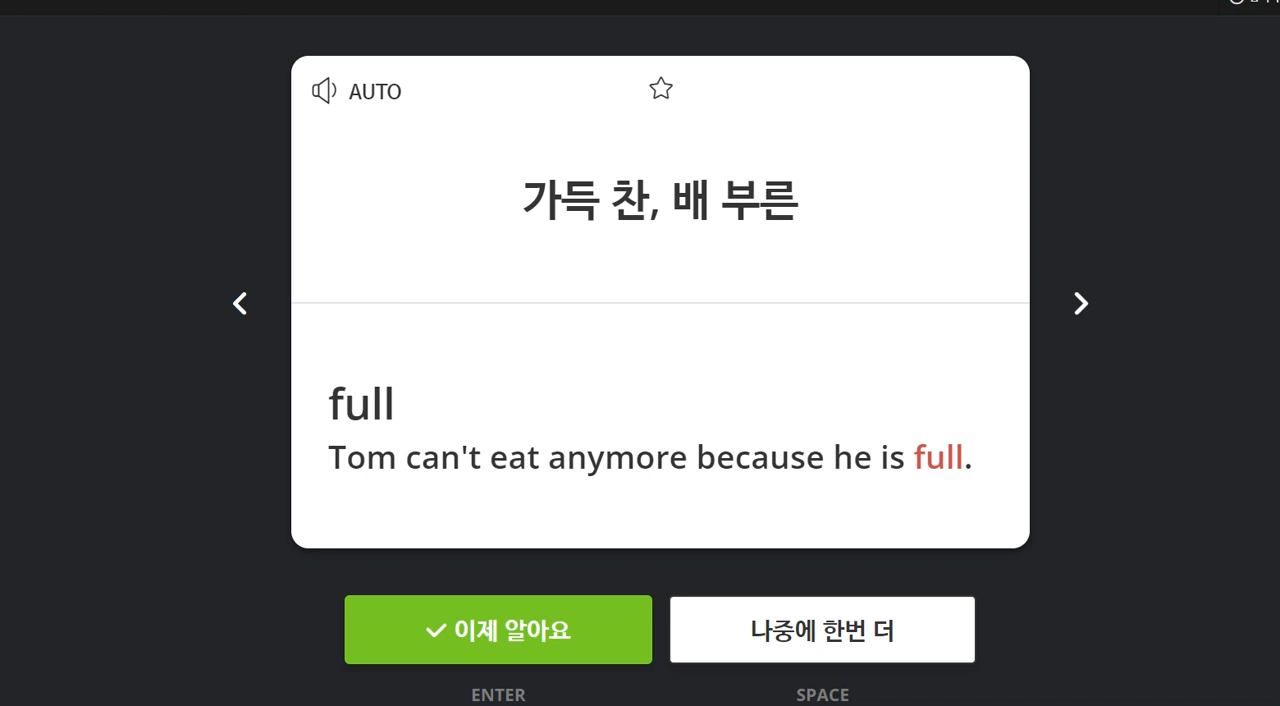 AUTO
가득 찬, 배 부른
full
Tom can't eat anymore because he is full.
이제 알아요
나중에 한번 더
ENTER
SPACE